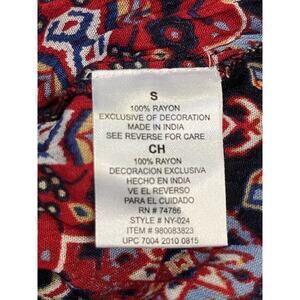 S
100% RAYON
EXCLUSIVE OF DECORATION
MADE IN INDIA
SEE REVERSE FOR CARE
CH
100% RAYON
DECORACION EXCLUSIVA
HECHO EN INDIA
VE EL REVERSO
PARA EL CUIDADO
RN # 74786
STYLE # NY-024
ITEM # 980083823
UPC 7004 2010 0815